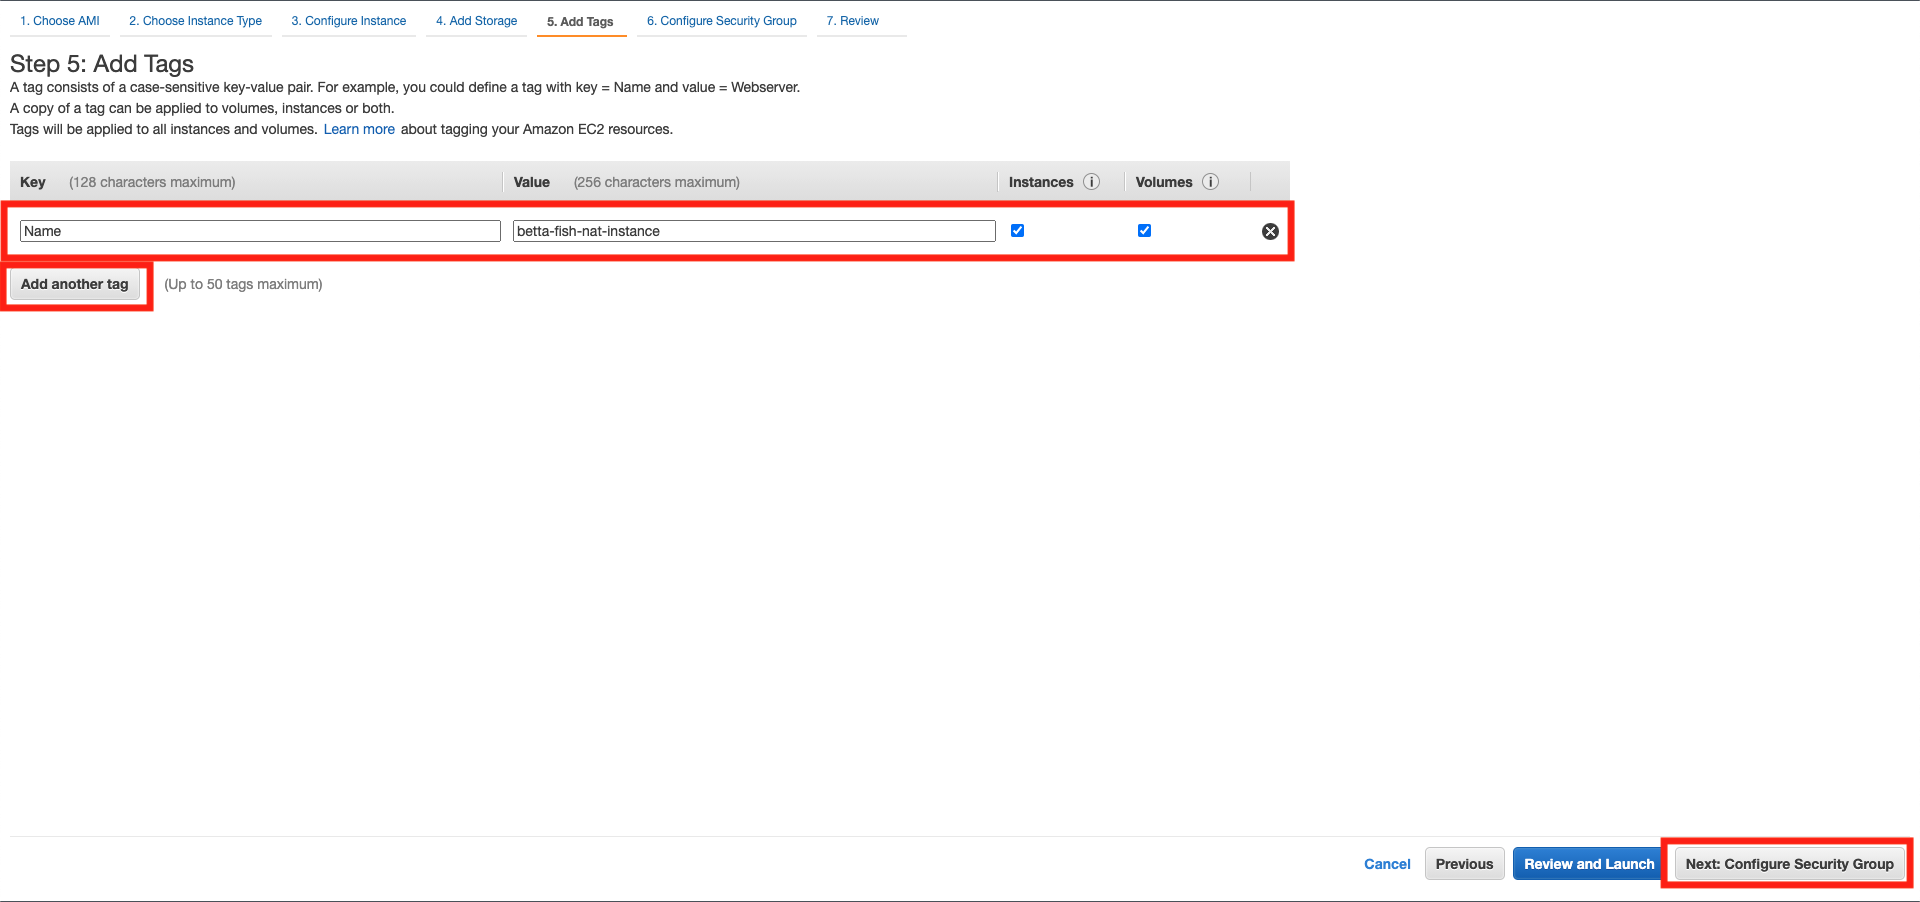 1. Choose AMI 2. Choose Instance Type 3. Configure Instance 4. Add Storage 5. Add Tags 6. Configure Security Group 7. Review
Step 5: Add Tags
A tag consists of a case-sensitive key-value pair. For example, you could define a tag with key = Name and value = Webserver.
A copy of a tag can be applied to volumes, instances or both.
Tags will be applied to all instances and volumes. Learn more about tagging your Amazon EC2 resources.
Key (128 characters maximum) Value (256 characters maximum) Instances i Volumes i
Name betta-fish-nat-instance
Add another tag (Up to 50 tags maximum)
Cancel Previous Review and Launch Next: Configure Security Group